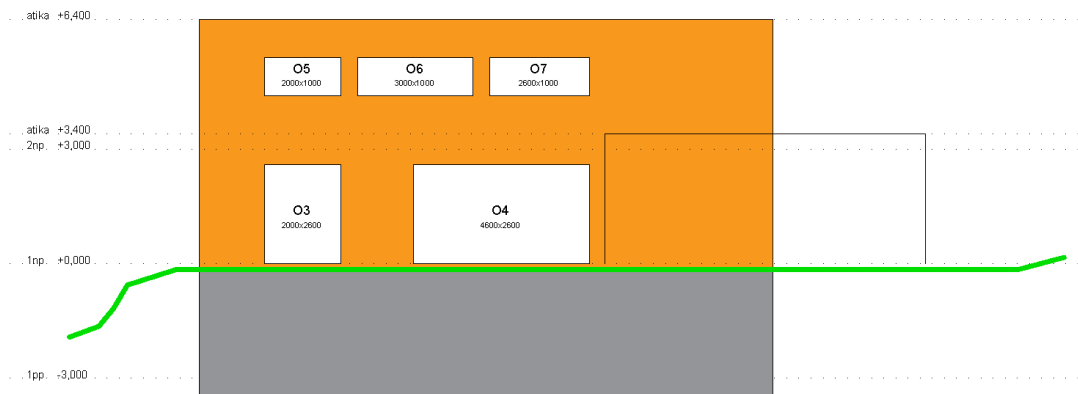 atika +6,400
O5 O6 O7
2000x1000 3000x1000 2600x1000
atika +3,400
2np. +3,000
O3 O4
2000x2600 4600x2600
1np. +0,000
1pp. -3,000